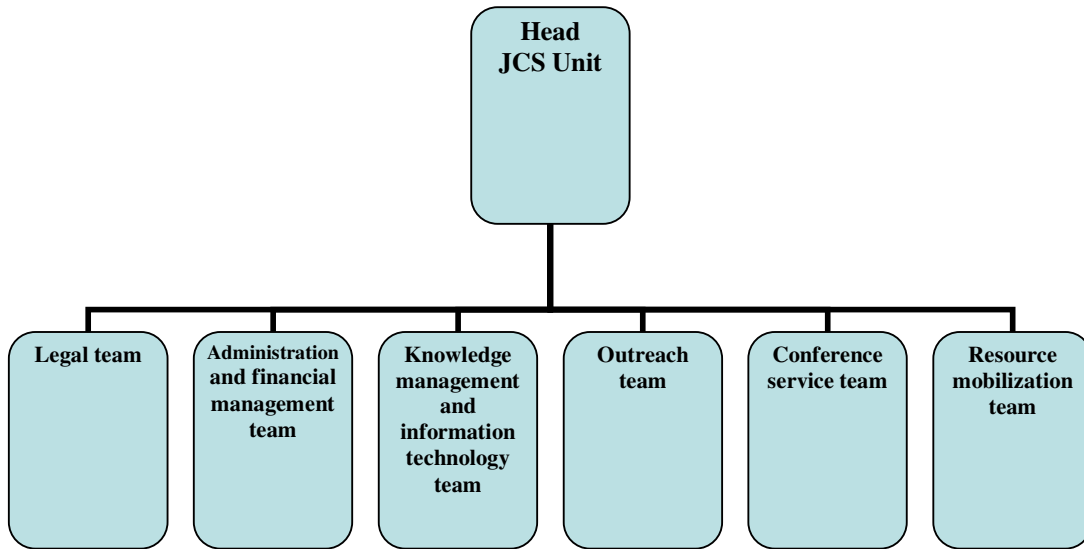 Head
JCS Unit
Legal team
Administration
and financial
management
team
Knowledge
management
and
information
technology
team
Outreach
team
Conference
service team
Resource
mobilization
team